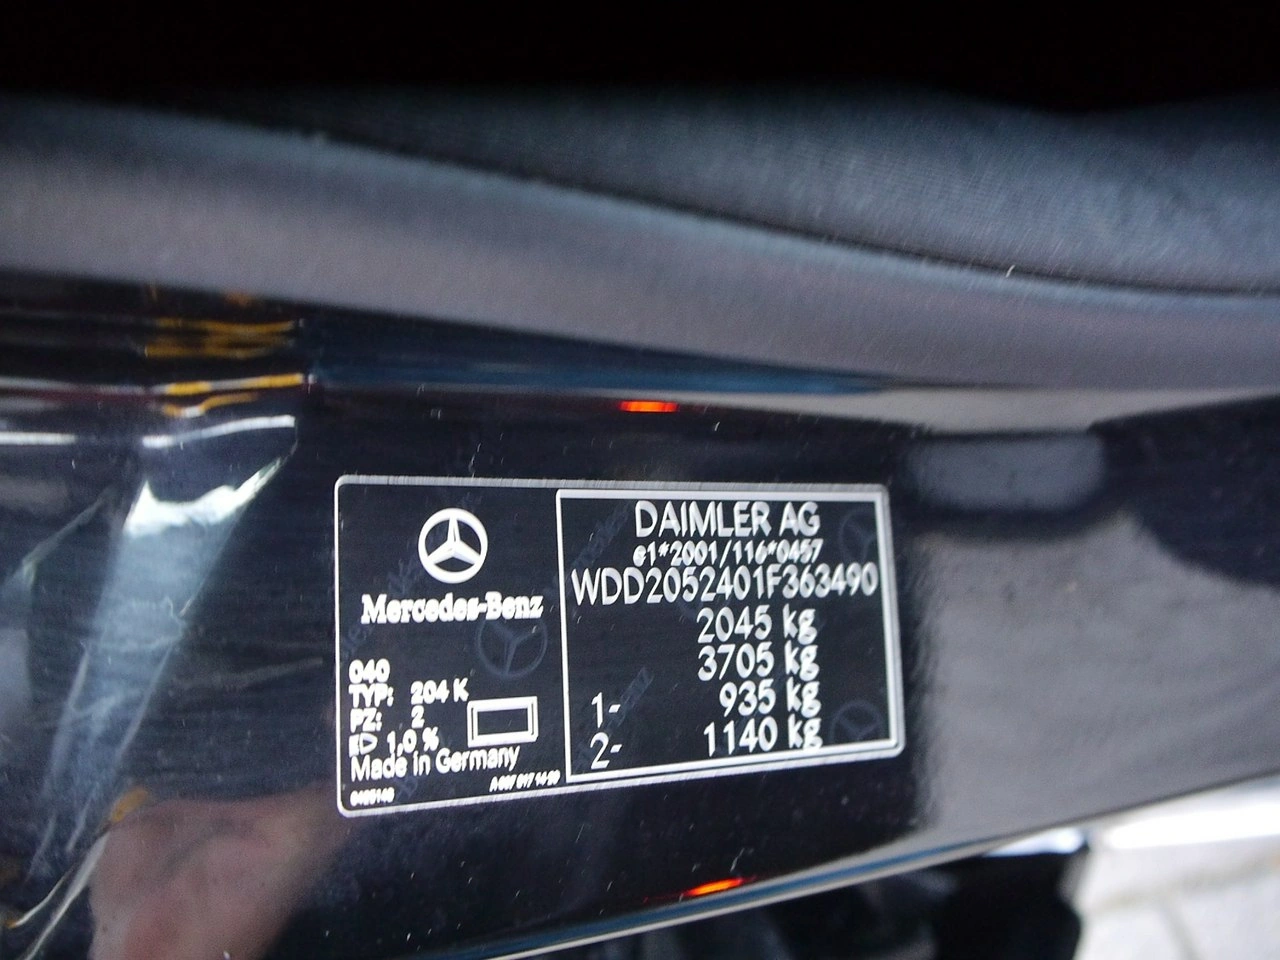 Mercedes-Benz
040
TYP: 204 K
PZ: 2
ED 1,0 %
Made in Germany
DAIMLER AG
e1*2001/116*0457
WDD2052401F363490
2045 kg
3705 kg
1- 935 kg
2- 1140 kg